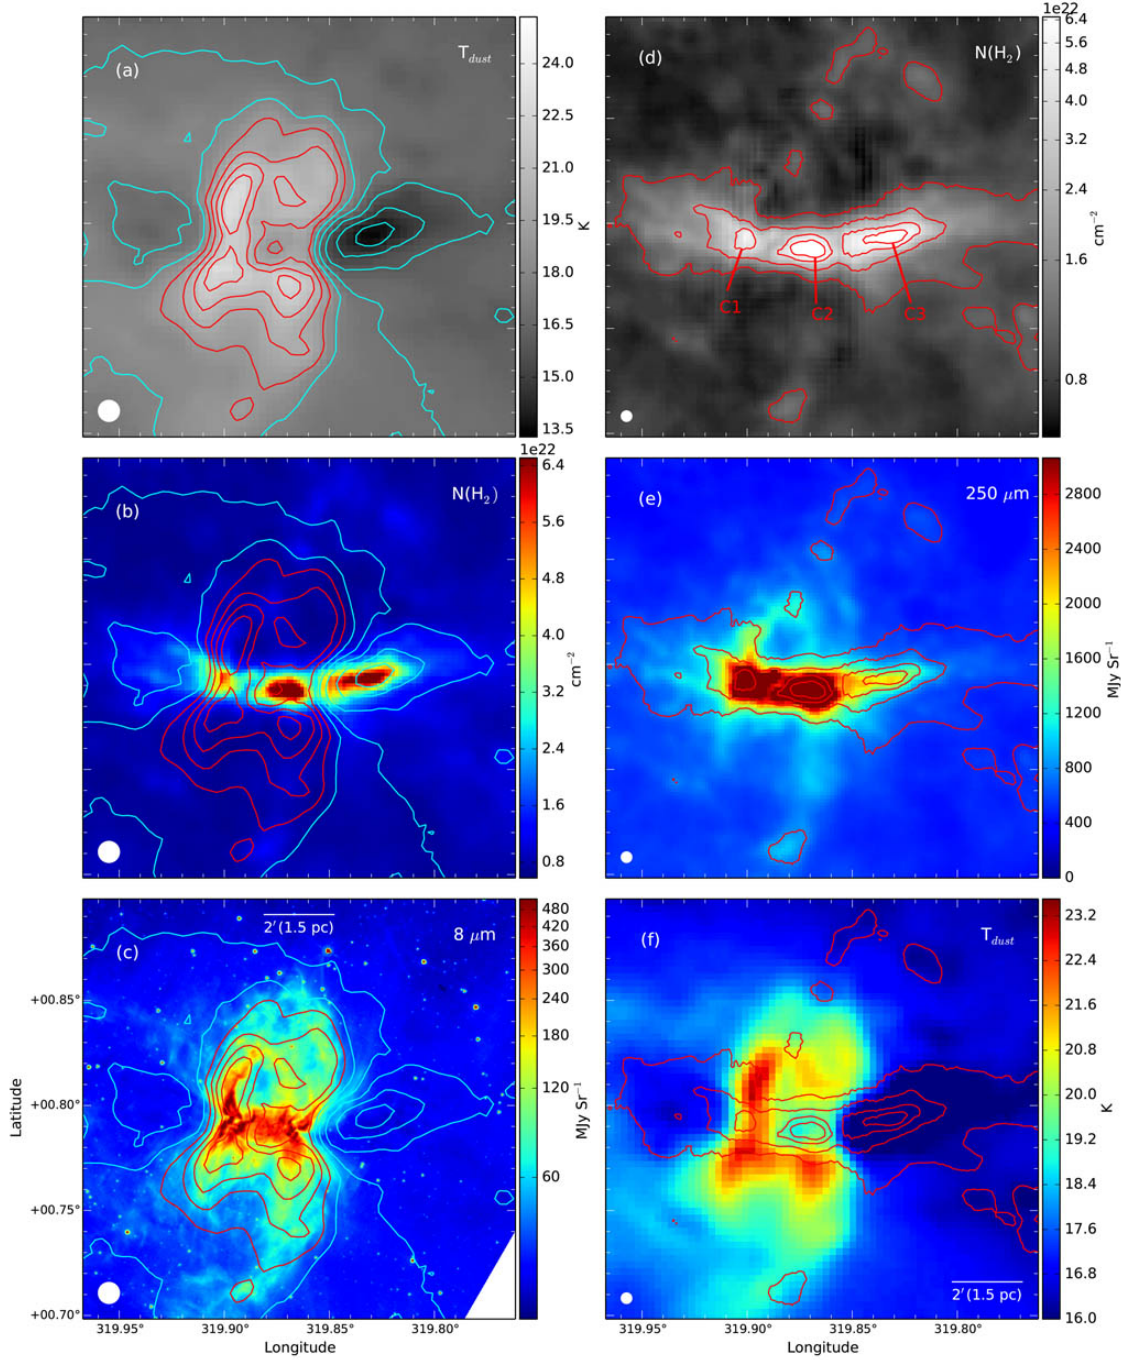 (a)
T_dust
24.0
22.5
21.0
19.5
18.0
16.5
15.0
13.5
K
(d)
N(H₂)
C1
C2
C3
1e22
6.4
5.6
4.8
4.0
3.2
2.4
1.6
0.8
cm⁻²
(b)
N(H₂)
1e22
6.4
5.6
4.8
4.0
3.2
2.4
1.6
0.8
cm⁻²
(e)
250 μm
2800
2400
2000
1600
1200
800
400
0
MJy Sr⁻¹
(c)
2′(1.5 pc)
8 μm
480
420
360
300
240
180
120
60
MJy Sr⁻¹
+00.85°
+00.80°
+00.75°
+00.70°
Latitude
319.95°
319.90°
319.85°
319.80°
Longitude
(f)
T_dust
2′(1.5 pc)
23.2
22.4
21.6
20.8
20.0
19.2
18.4
17.6
16.8
16.0
K
319.95°
319.90°
319.85°
319.80°
Longitude